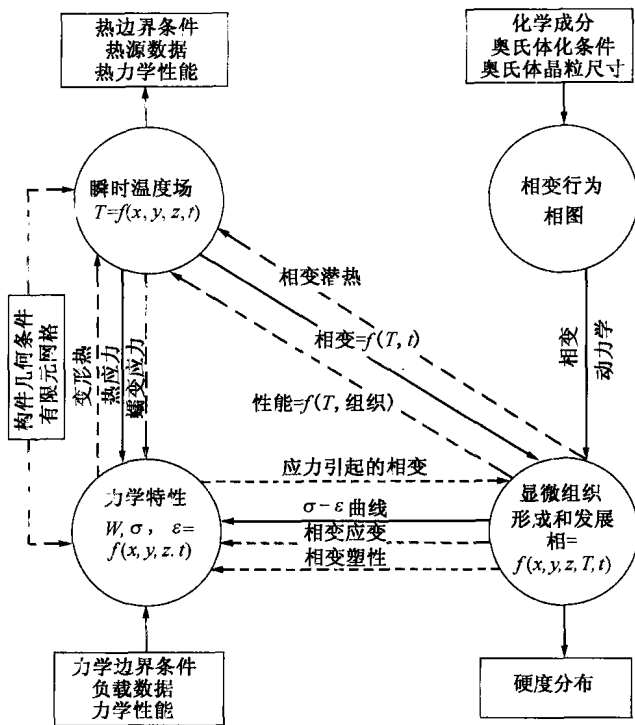 热边界条件
热源数据
热力学性能
化学成分
奥氏体化条件
奥氏体晶粒尺寸
瞬时温度场
T=f(x,y,z,t)
相变行为
相图
构件几何条件
有限元网格
变形热
热应力
蠕变应力
相变潜热
相变=f(T,t)
性能=f(T,组织)
相变
动力学
应力引起的相变
σ-ε曲线
相变应变
相变塑性
力学特性
W,σ, ε=
f(x,y,z.t)
显微组织
形成和发展
相=
f(x,y,z,T,t)
力学边界条件
负载数据
力学性能
硬度分布